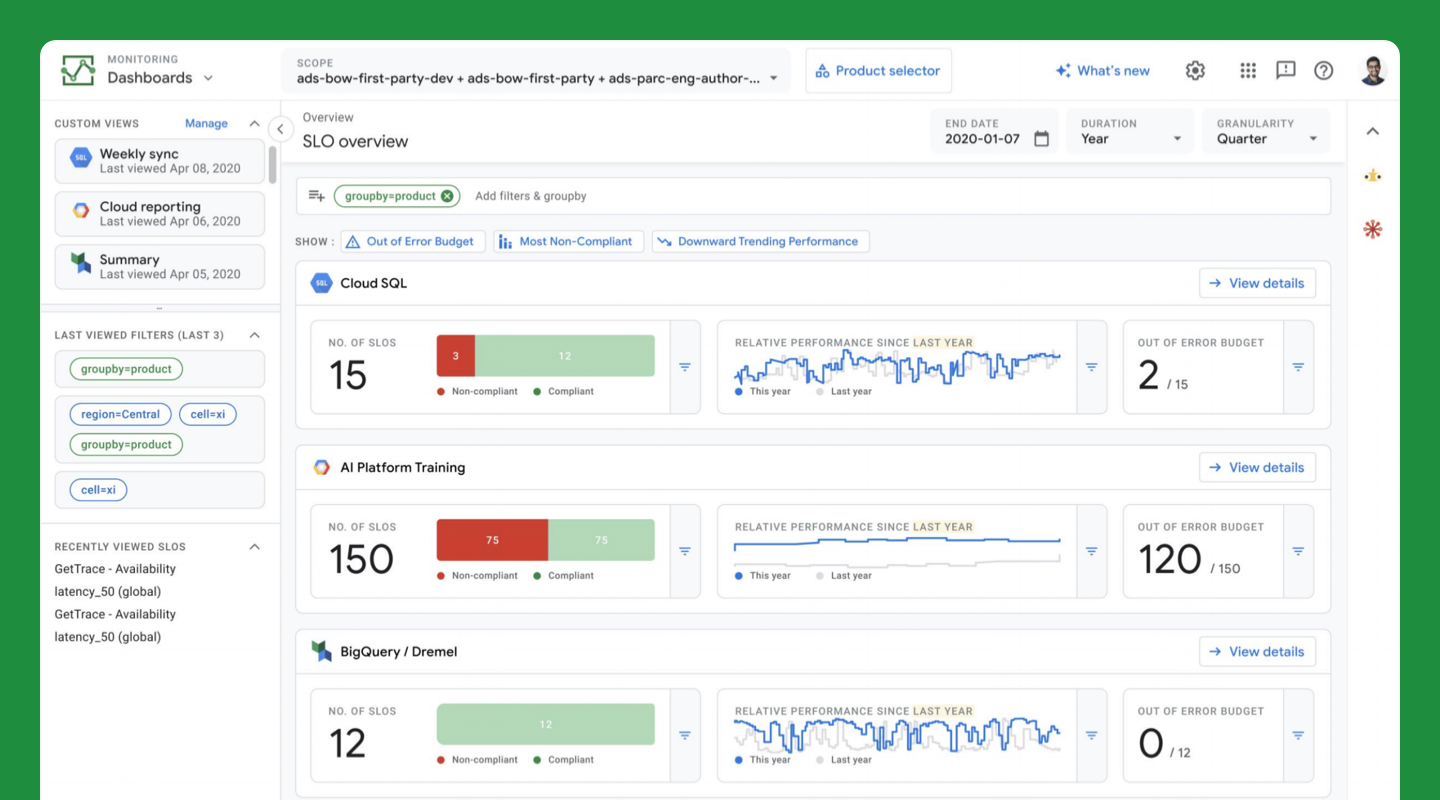 MONITORING
Dashboards
SCOPE
ads-bow-first-party-dev + ads-bow-first-party + ads-parc-eng-author-...
Product selector
What's new
CUSTOM VIEWS Manage
SQL
Weekly sync
Last viewed Apr 08, 2020
Cloud reporting
Last viewed Apr 06, 2020
Summary
Last viewed Apr 05, 2020
LAST VIEWED FILTERS (LAST 3)
groupby=product
region=Central cell=xi
groupby=product
cell=xi
RECENTLY VIEWED SLOS
GetTrace - Availability
latency_50 (global)
GetTrace - Availability
latency_50 (global)
Overview
SLO overview
END DATE
2020-01-07
DURATION
Year
GRANULARITY
Quarter
groupby=product Add filters & groupby
SHOW : Out of Error Budget Most Non-Compliant Downward Trending Performance
SQL Cloud SQL View details
NO. OF SLOS
15
3 12
Non-compliant Compliant
RELATIVE PERFORMANCE SINCE LAST YEAR
This year Last year
OUT OF ERROR BUDGET
2 / 15
AI Platform Training View details
NO. OF SLOS
150
75 75
Non-compliant Compliant
RELATIVE PERFORMANCE SINCE LAST YEAR
This year Last year
OUT OF ERROR BUDGET
120 / 150
BigQuery / Dremel View details
NO. OF SLOS
12
12
Non-compliant Compliant
RELATIVE PERFORMANCE SINCE LAST YEAR
This year Last year
OUT OF ERROR BUDGET
0 / 12